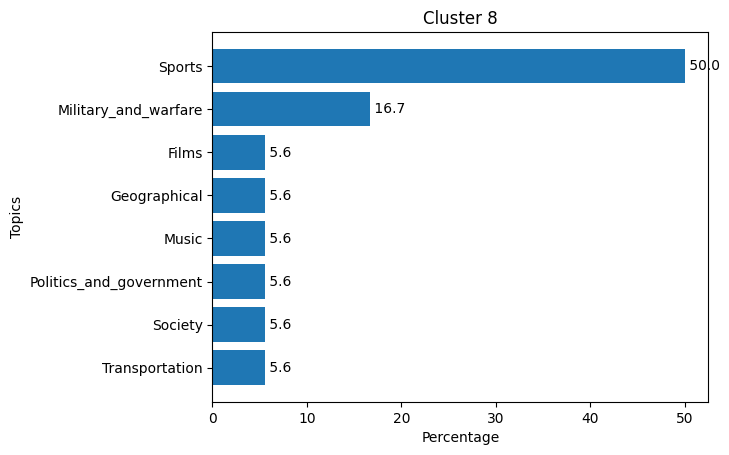 Cluster 8
Topics
Sports 50.0
Military_and_warfare 16.7
Films 5.6
Geographical 5.6
Music 5.6
Politics_and_government 5.6
Society 5.6
Transportation 5.6
0 10 20 30 40 50
Percentage